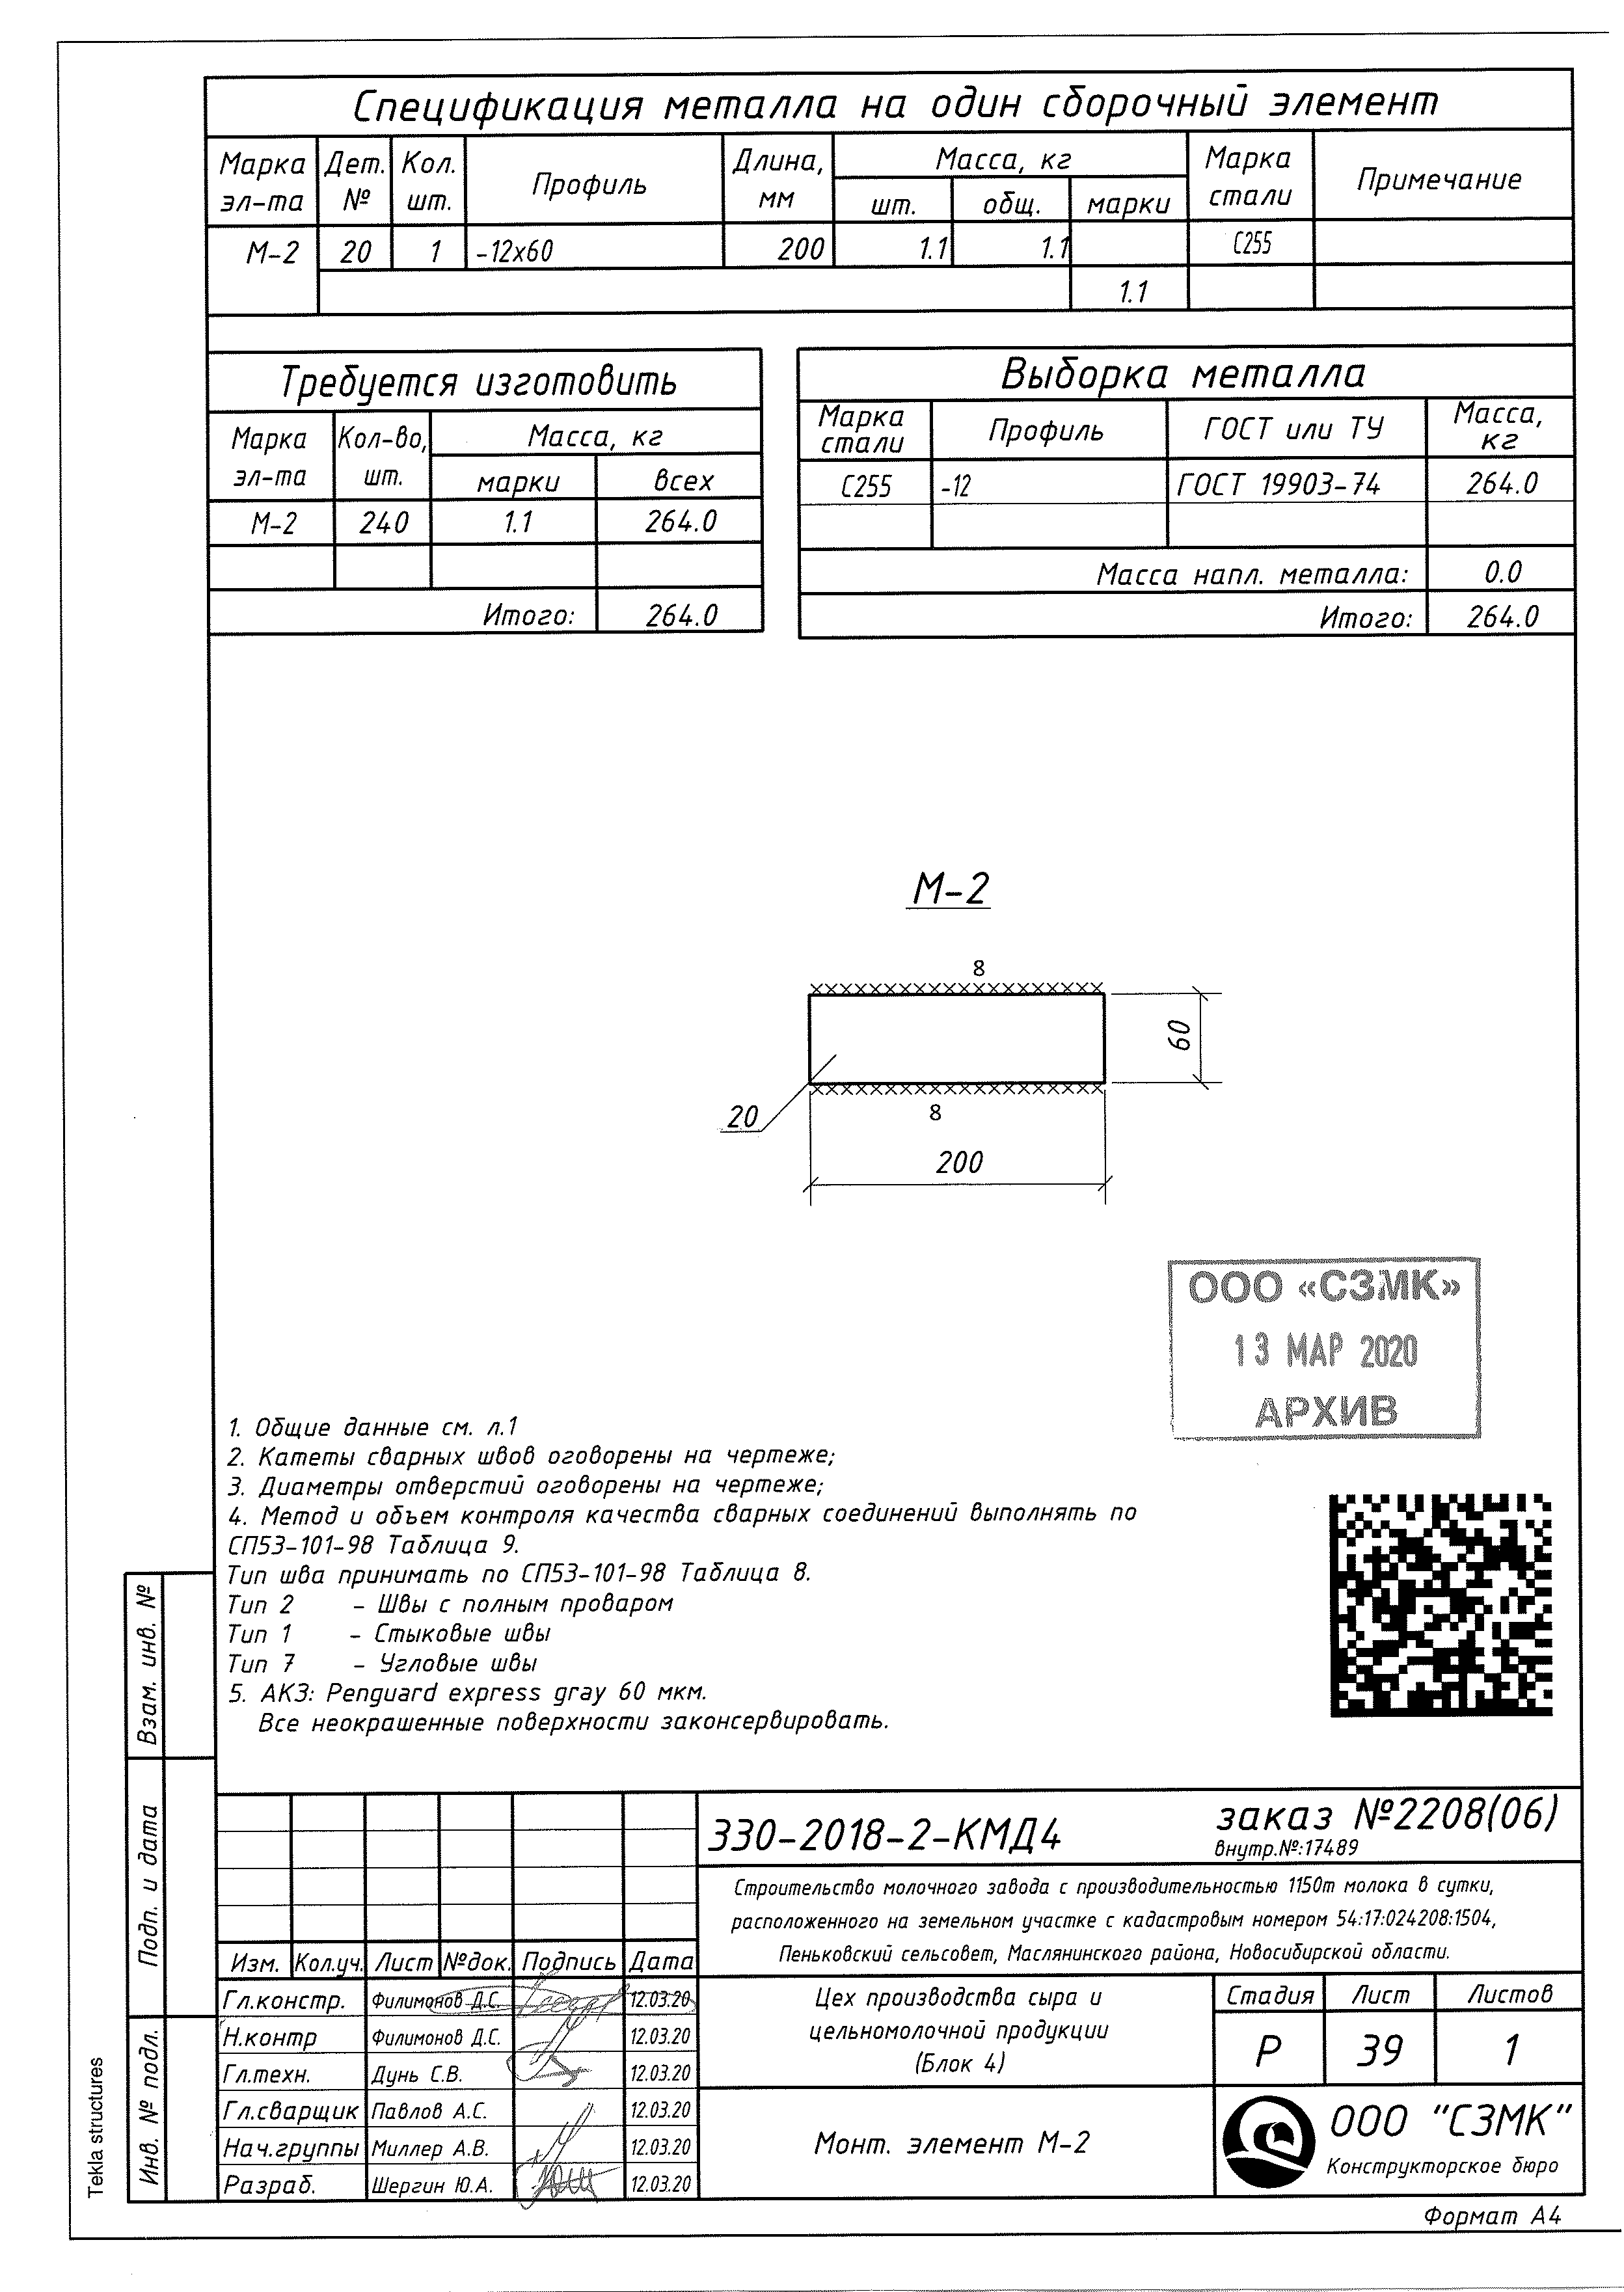 Спецификация металла на один сборочный элемент
Марка эл-та Дет. № Кол. шт. Профиль Длина, мм Масса, кг шт. общ. марки Марка стали Примечание
М-2 20 1 -12х60 200 1.1 1.1 С255
1.1
Требуется изготовить
Марка эл-та Кол-во, шт. Масса, кг марки всех
М-2 240 1.1 264.0
Итого: 264.0
Выборка металла
Марка стали Профиль ГОСТ или ТУ Масса, кг
С255 -12 ГОСТ 19903-74 264.0
Масса напл. металла: 0.0
Итого: 264.0
М-2
8
60
20
8
200
ООО «СЗМК»
13 МАР 2020
АРХИВ
1. Общие данные см. л.1
2. Катеты сварных швов оговорены на чертеже;
3. Диаметры отверстий оговорены на чертеже;
4. Метод и объем контроля качества сварных соединений выполнять по
СП53-101-98 Таблица 9.
Тип шва принимать по СП53-101-98 Таблица 8.
Тип 2 - Швы с полным проваром
Тип 1 - Стыковые швы
Тип 7 - Угловые швы
5. АКЗ: Penguard express gray 60 мкм.
Все неокрашенные поверхности законсервировать.
Взам. инв. №
Подп. и дата
Инв. № подл.
Tekla structures
330-2018-2-КМД4
заказ №2208(06)
внутр.№:17489
Строительство молочного завода с производительностью 1150т молока в сутки,
расположенного на земельном участке с кадастровым номером 54:17:024208:1504,
Пеньковский сельсовет, Маслянинского района, Новосибирской области.
Изм. Кол.уч. Лист №док. Подпись Дата
Гл.констр. Филимонов Д.С. 12.03.20
Н.контр Филимонов Д.С. 12.03.20
Гл.техн. Дунь С.В. 12.03.20
Гл.сварщик Павлов А.С. 12.03.20
Нач.группы Миллер А.В. 12.03.20
Разраб. Шергин Ю.А. 12.03.20
Цех производства сыра и
цельномолочной продукции
(Блок 4)
Стадия Лист Листов
Р 39 1
Монт. элемент М-2
ООО "СЗМК"
Конструкторское бюро
Формат А4